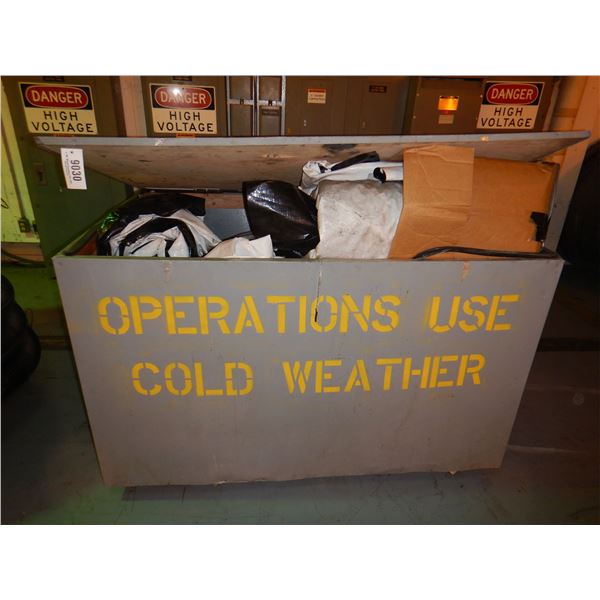 DANGER
HIGH
VOLTAGE
DANGER
HIGH
VOLTAGE
DANGER
HIGH
VOLTAGE
9030
OPERATIONS USE
COLD WEATHER